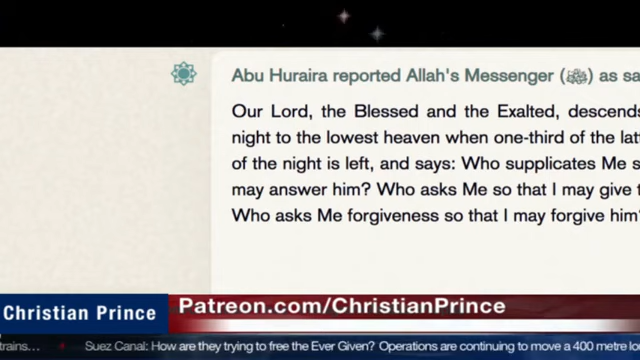 Abu Huraira reported Allah's Messenger (ﷺ) as sa
Our Lord, the Blessed and the Exalted, descends
night to the lowest heaven when one-third of the lat
of the night is left, and says: Who supplicates Me s
may answer him? Who asks Me so that I may give t
Who asks Me forgiveness so that I may forgive him?
Christian Prince
Patreon.com/ChristianPrince
trains... Suez Canal: How are they trying to free the Ever Given? Operations are continuing to move a 400 metre lo